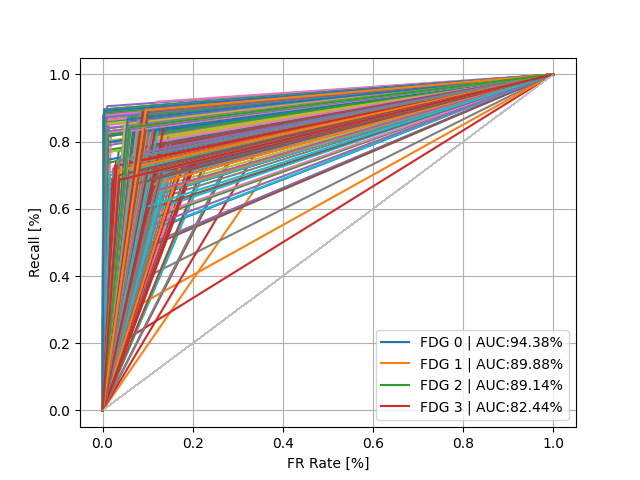 1.0
0.8
0.6
0.4
0.2
0.0
Recall [%]
FDG 0 | AUC:94.38%
FDG 1 | AUC:89.88%
FDG 2 | AUC:89.14%
FDG 3 | AUC:82.44%
0.0 0.2 0.4 0.6 0.8 1.0
FR Rate [%]